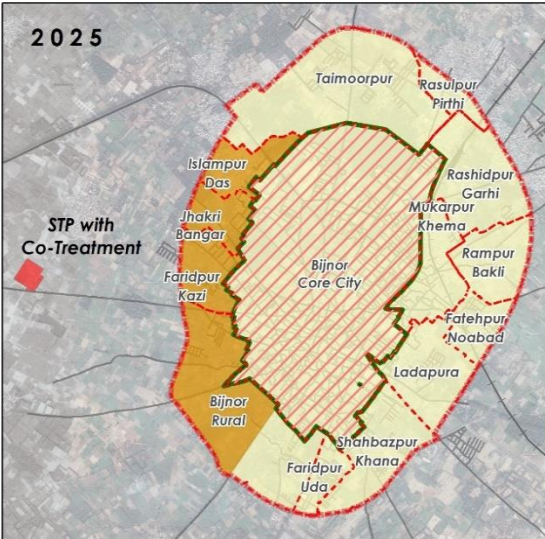 2025
Taimoorpur
Rasulpur
Pirthi
Islampur
Das
Rashidpur
Garhi
Jhakri
Bangar
Mukarpur
Khema
STP with
Co-Treatment
Faridpur
Kazi
Bijnor
Core City
Rampur
Bakli
Fatehpur
Noabad
Ladapura
Bijnor
Rural
Shahbazpur
Khana
Faridpur
Uda